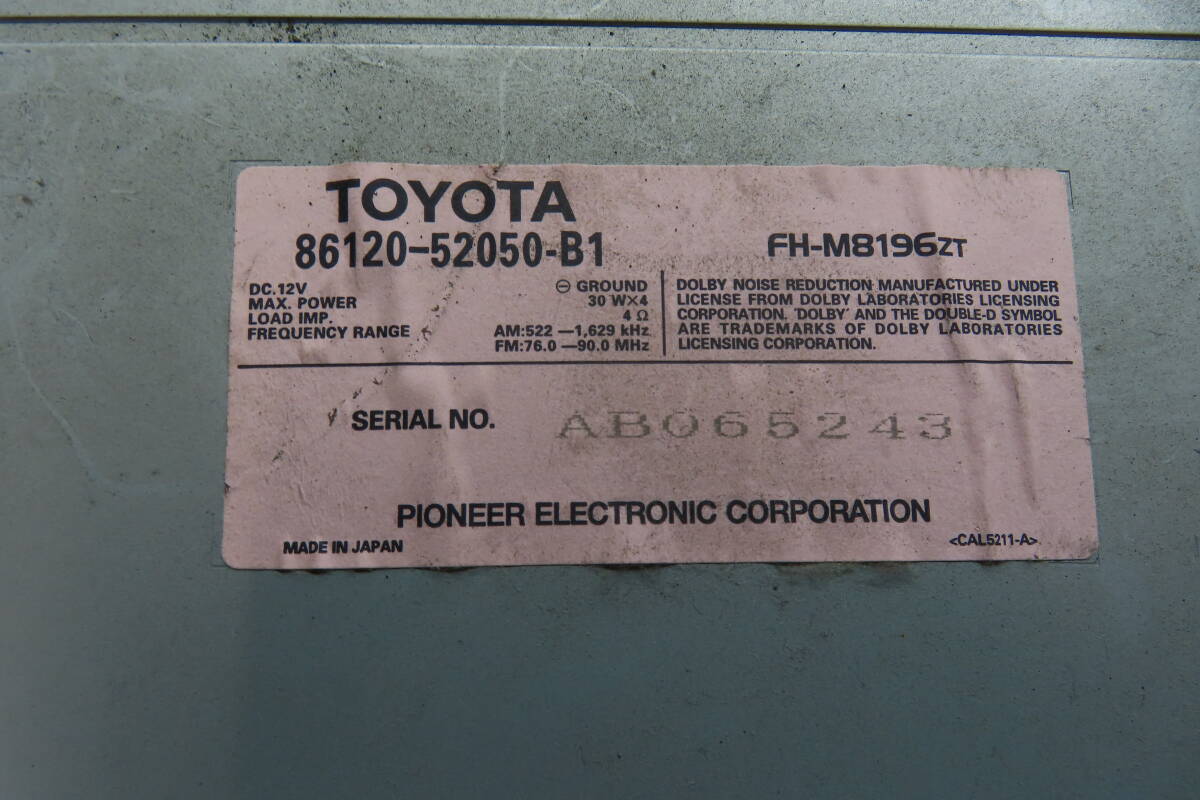 TOYOTA
86120-52050-B1
FH-M8196ZT
DC.12V ⊖ GROUND
MAX. POWER 30 W×4
LOAD IMP. 4 Ω
FREQUENCY RANGE AM:522 —1,629 kHz
FM:76.0 —90.0 MHz
DOLBY NOISE REDUCTION MANUFACTURED UNDER
LICENSE FROM DOLBY LABORATORIES LICENSING
CORPORATION. 'DOLBY' AND THE DOUBLE-D SYMBOL
ARE TRADEMARKS OF DOLBY LABORATORIES
LICENSING CORPORATION.
SERIAL NO. AB065243
PIONEER ELECTRONIC CORPORATION
MADE IN JAPAN
<CAL5211-A>